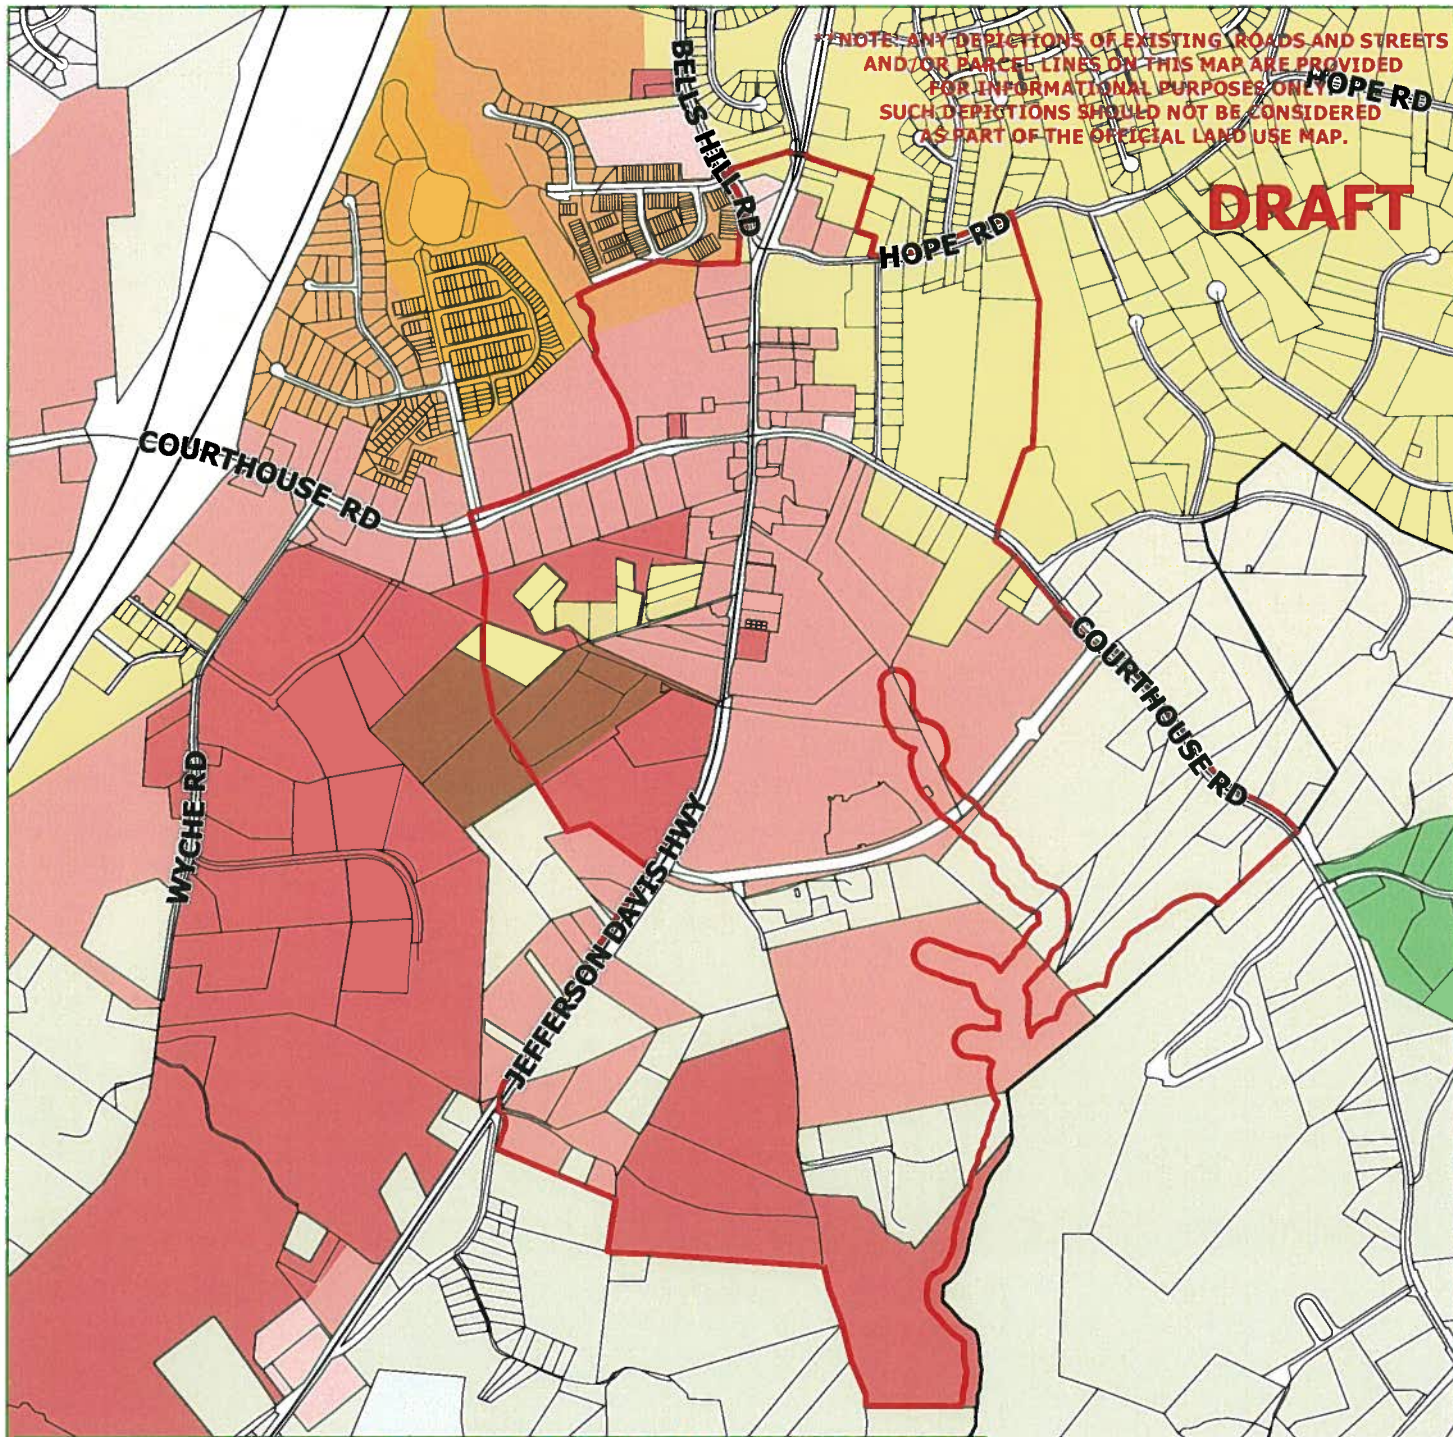 **NOTE: ANY DEPICTIONS OF EXISTING ROADS AND STREETS
AND/OR PARCEL LINES ON THIS MAP ARE PROVIDED
FOR INFORMATIONAL PURPOSES ONLY.
SUCH DEPICTIONS SHOULD NOT BE CONSIDERED
AS PART OF THE OFFICIAL LAND USE MAP.
HOPE RD
DRAFT
BELLS HILL RD
HOPE RD
COURTHOUSE RD
COURTHOUSE RD
WYCHE RD
JEFFERSON DAVIS HWY